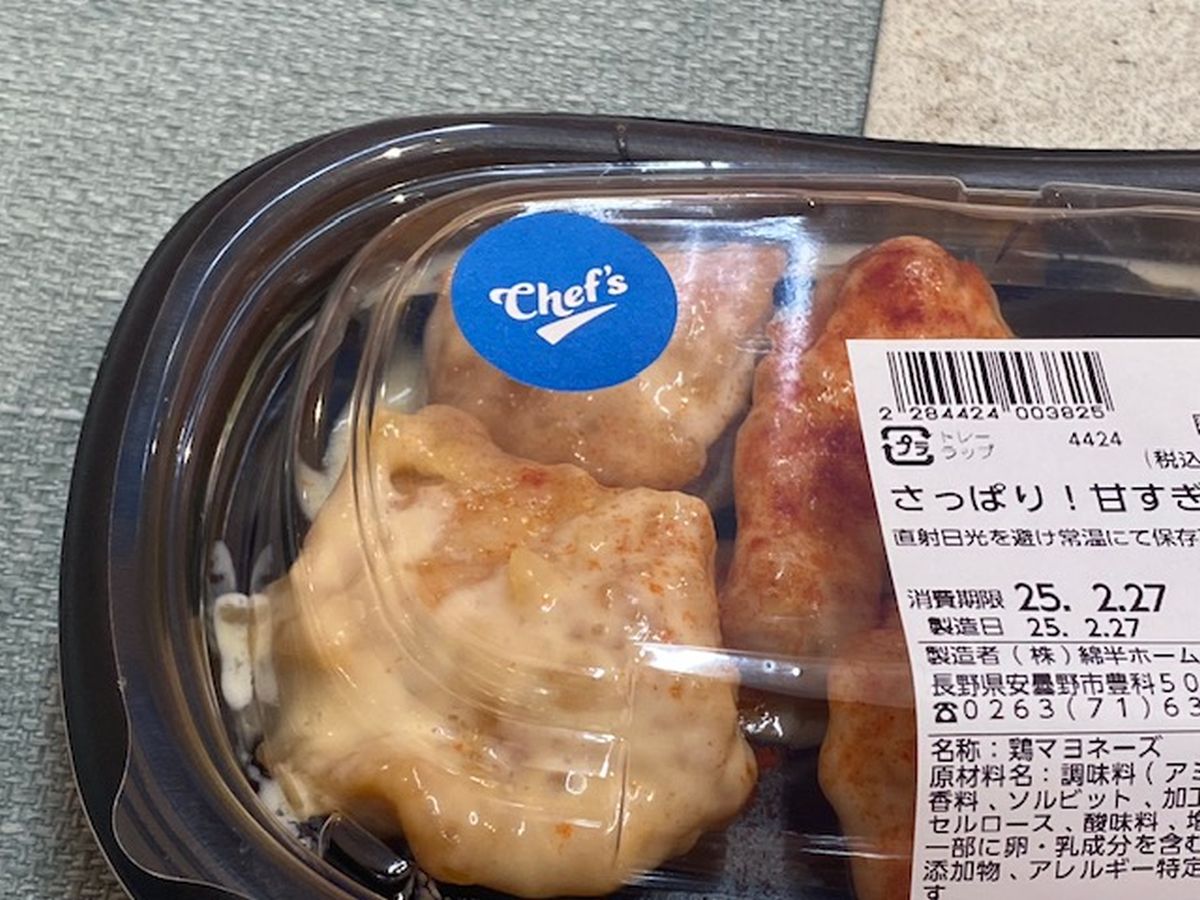 Chef's
2 284424 003825
プラ トレー
ラップ
4424
(税込
さっぱり！甘すぎ
直射日光を避け常温にて保存
消費期限 25. 2.27
製造日 25. 2.27
製造者（株）綿半ホーム
長野県安曇野市豊科50
☎0263(71)63
名称：鶏マヨネーズ
原材料名：調味料（アミ
香料、ソルビット、加工
セルロース、酸味料、増
一部に卵・乳成分を含む
添加物、アレルギー特定
す